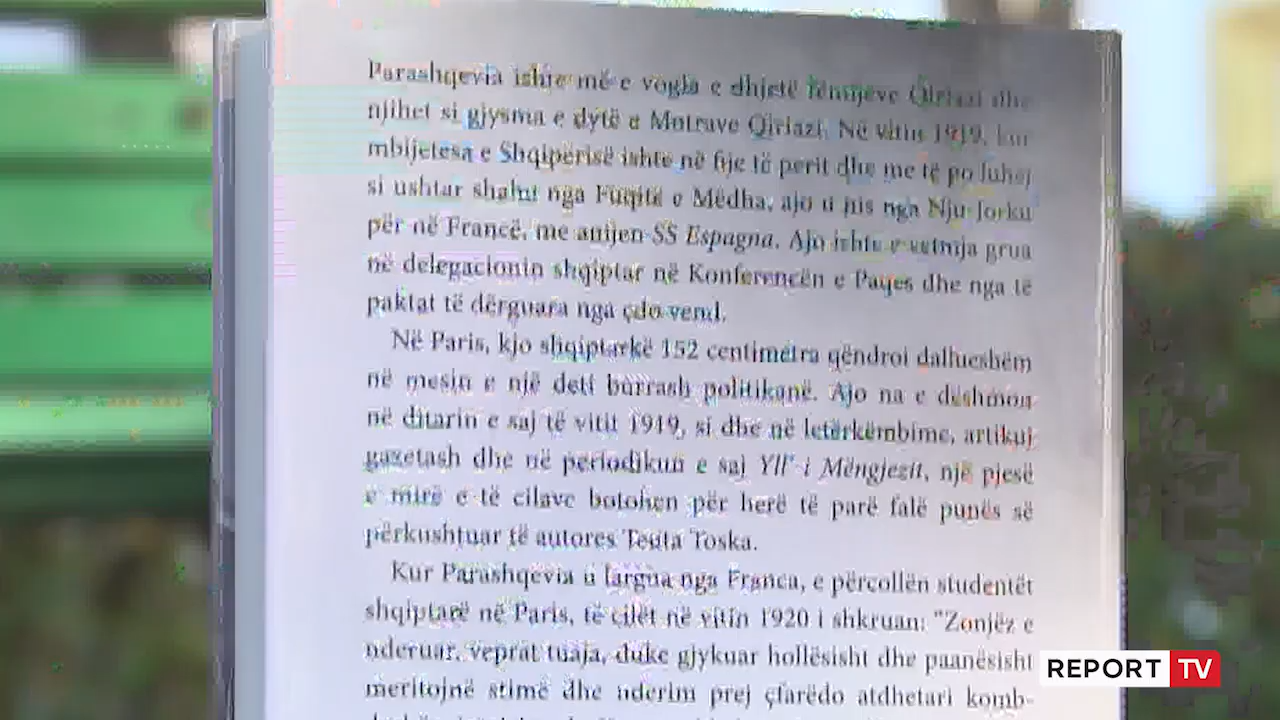 Parashqevia ishte më e vogla e dhjetë fëmijëve Qiriazi dhe
njihet si gjysma e dytë e Motrave Qiriazi. Në vitin 1919, kur
mbijetesa e Shqipërisë ishte në fije të perit dhe me të po luhej
si ushtar shahu nga Fuqitë e Mëdha, ajo u nis nga Nju-Jorku
për në Francë, me anijen SS Espagna. Ajo ishte e vetmja grua
në delegacionin shqiptar në Konferencën e Paqes dhe nga të
paktat të dërguara nga çdo vend.
Në Paris, kjo shqiptarkë 152 centimetra qëndroi dallueshëm
në mesin e një deti burrash politikanë. Ajo na e dëshmon
në ditarin e saj të vitit 1919, si dhe në letërkëmbime, artikuj
gazetash dhe në periodikun e saj Yll' i Mëngjezit, një pjesë
e mirë e të cilave botohen për herë të parë falë punës së
përkushtuar të autores Teuta Toska.
Kur Parashqevia u largua nga Franca, e përcollën studentët
shqiptarë në Paris, të cilët në vitin 1920 i shkruan: "Zonjëz e
nderuar, veprat tuaja, duke gjykuar hollësisht dhe paanësisht
meritojnë stimë dhe nderim prej çfarëdo atdhetari komb-
REPORT TV